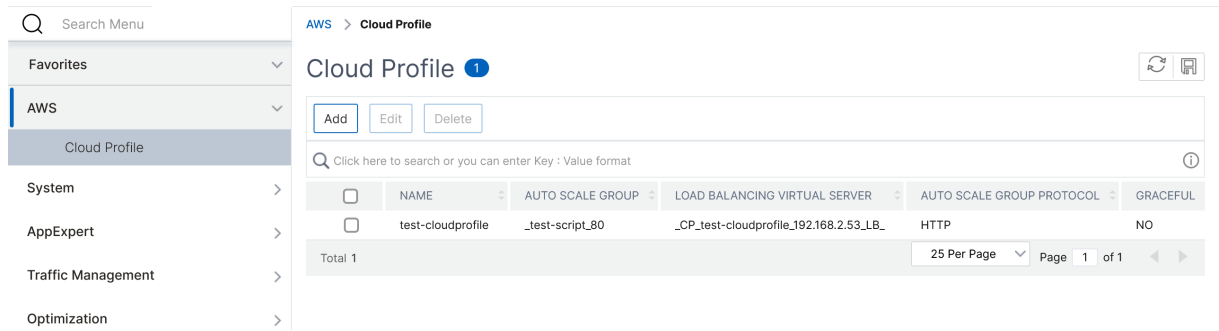 Search Menu
Favorites
AWS
Cloud Profile
System
AppExpert
Traffic Management
Optimization
AWS > Cloud Profile
Cloud Profile 1
Add Edit Delete
Click here to search or you can enter Key : Value format
NAME AUTO SCALE GROUP LOAD BALANCING VIRTUAL SERVER AUTO SCALE GROUP PROTOCOL GRACEFUL
test-cloudprofile _test-script_80 _CP_test-cloudprofile_192.168.2.53_LB_ HTTP NO
Total 1 25 Per Page Page 1 of 1